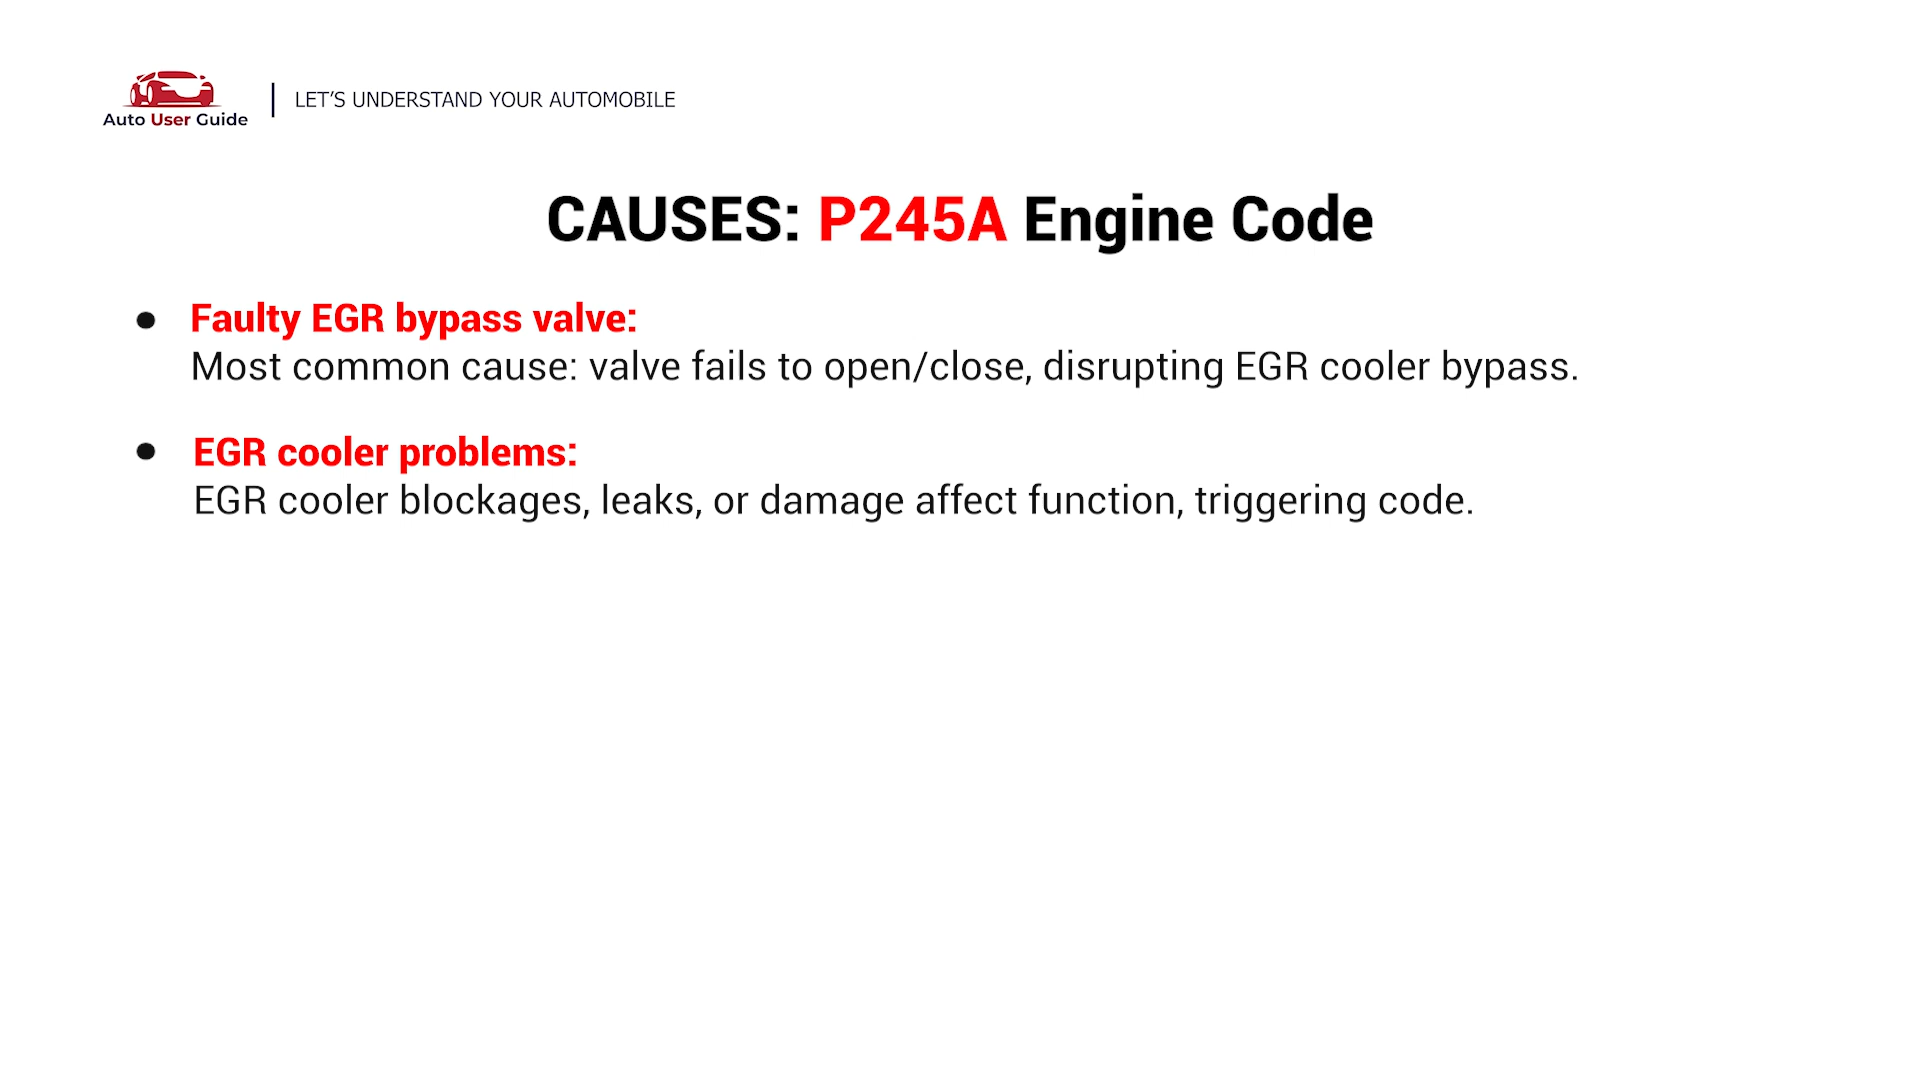 Auto User Guide
LET'S UNDERSTAND YOUR AUTOMOBILE
CAUSES: P245A Engine Code
● Faulty EGR bypass valve:
Most common cause: valve fails to open/close, disrupting EGR cooler bypass.
● EGR cooler problems:
EGR cooler blockages, leaks, or damage affect function, triggering code.